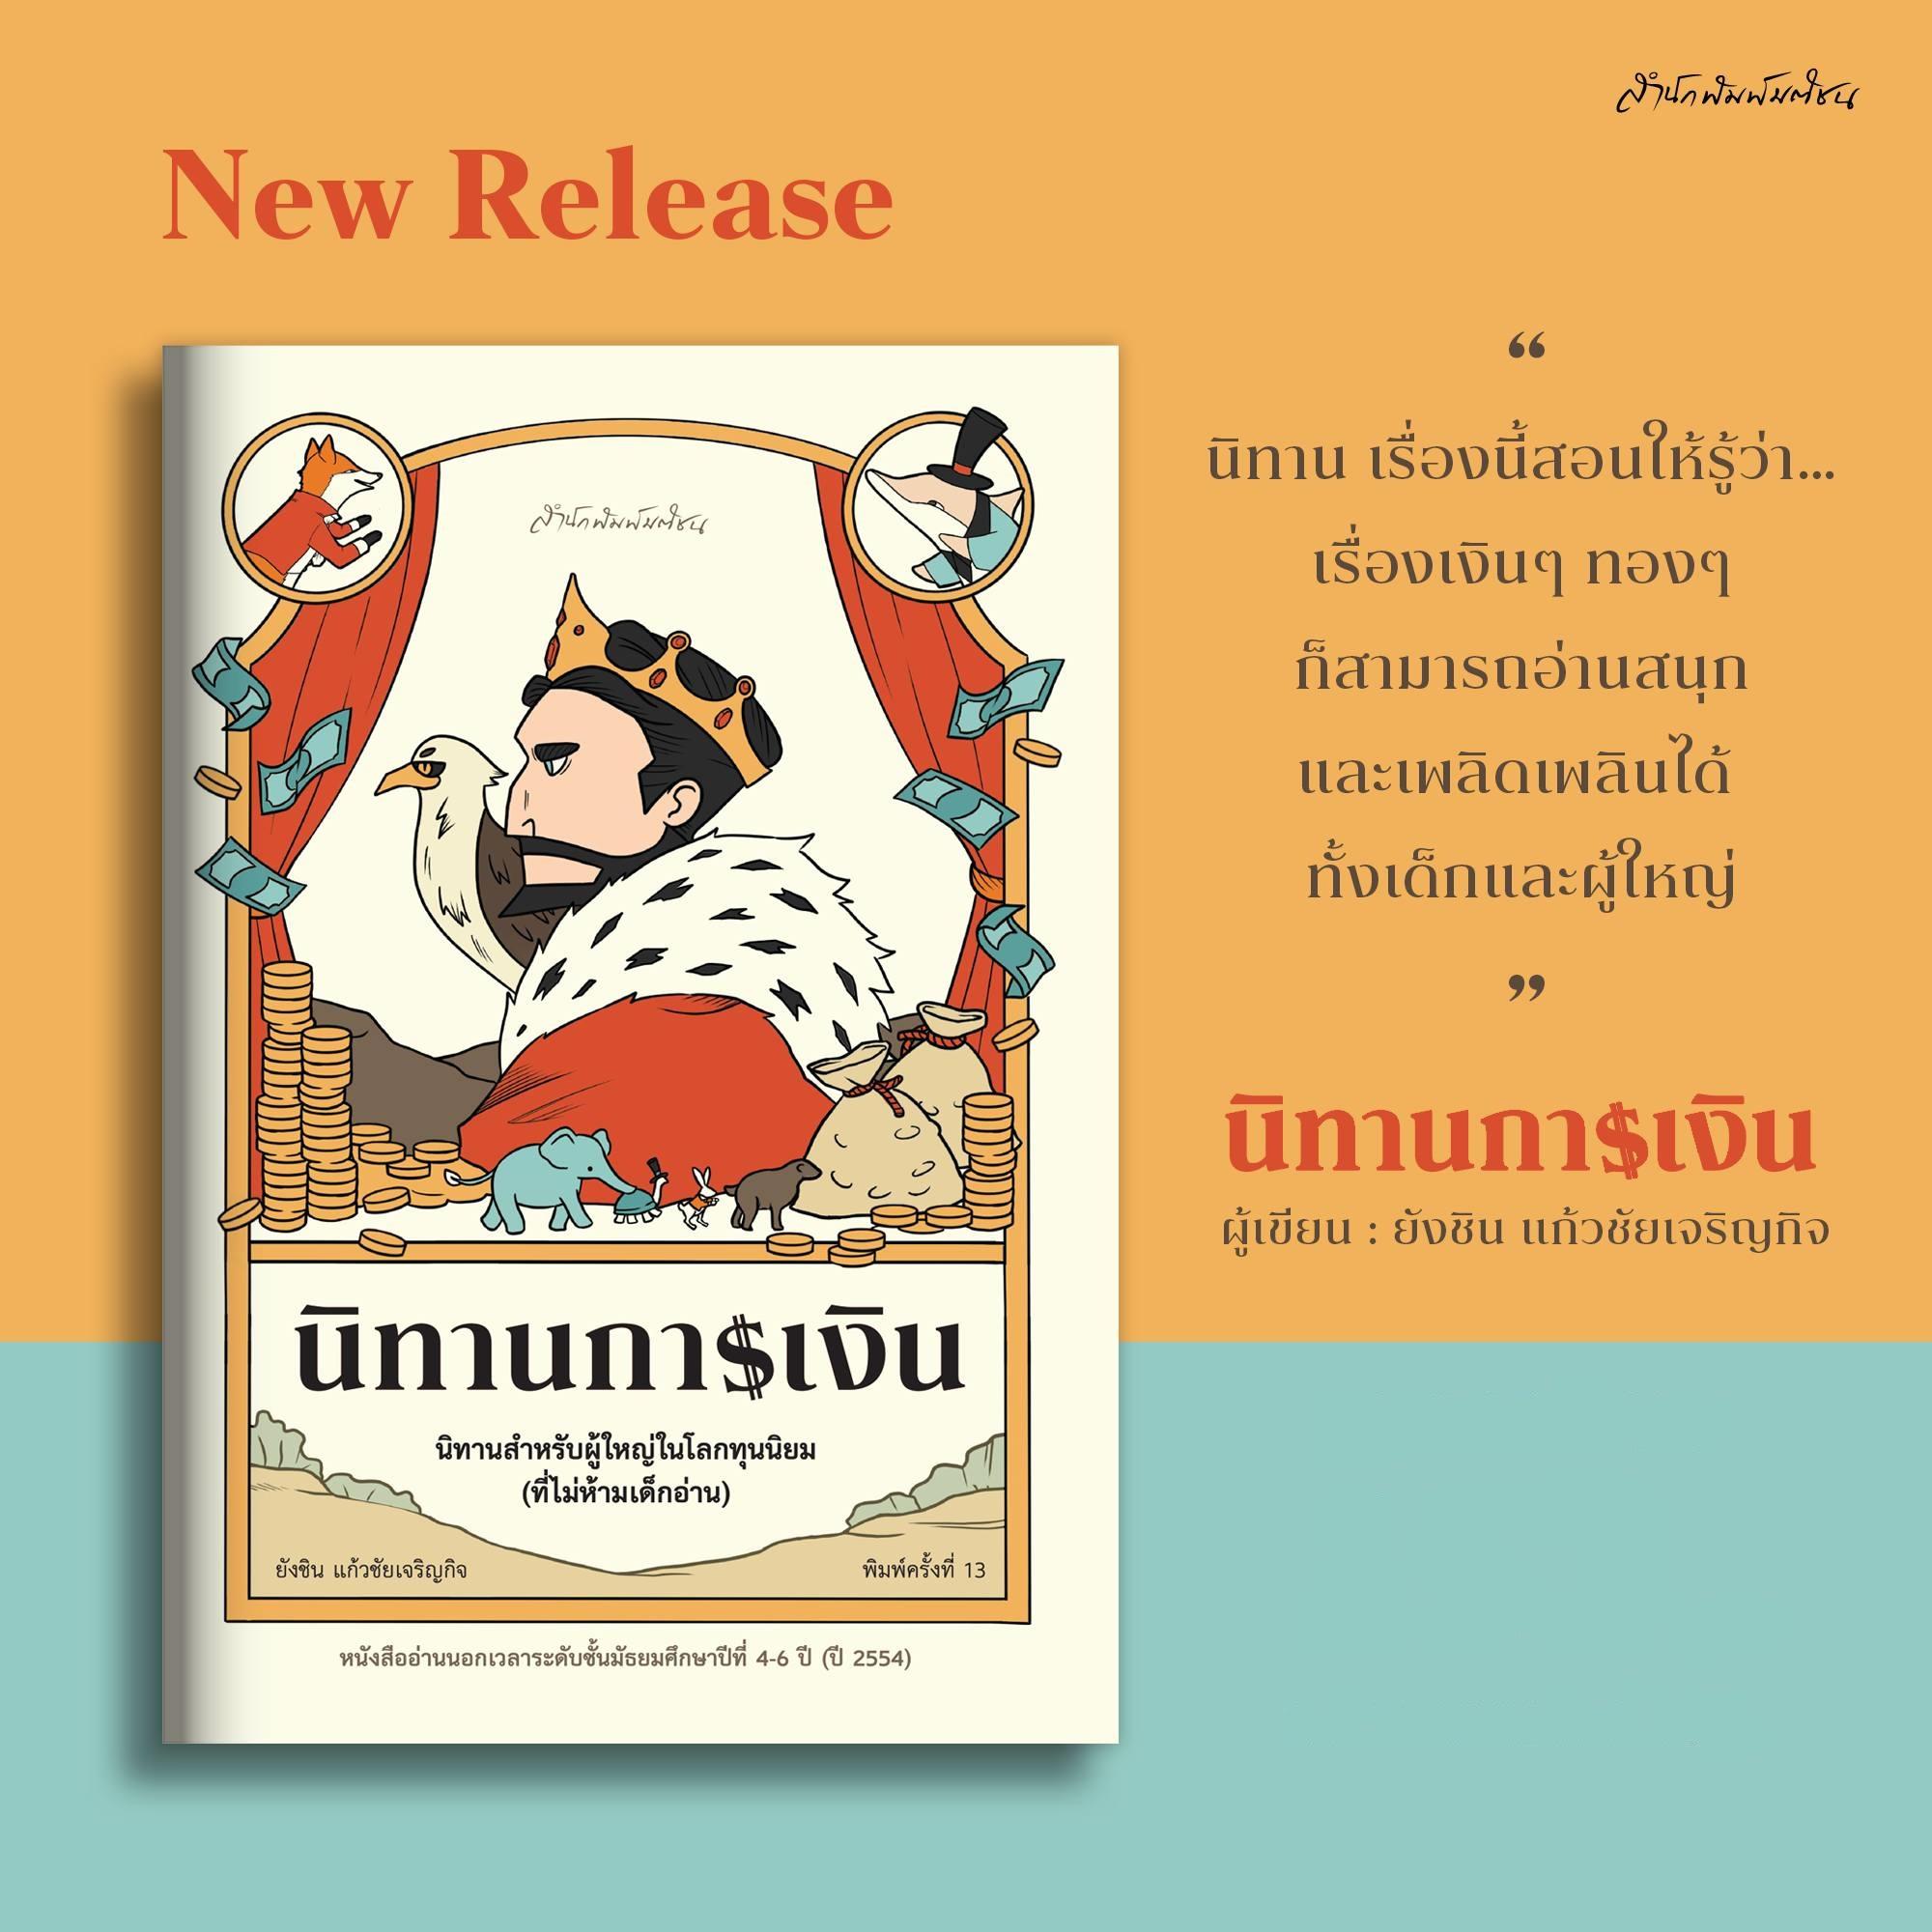 สำนักพิมพ์มติชน
New Release
“
นิทาน เรื่องนี้สอนให้รู้ว่า...
เรื่องเงินๆ ทองๆ
ก็สามารถอ่านสนุก
และเพลิดเพลินได้
ทั้งเด็กและผู้ใหญ่
”
นิทานกา$เงิน
ผู้เขียน : ยังชิน แก้วชัยเจริญกิจ
สำนักพิมพ์มติชน
นิทานกา$เงิน
นิทานสำหรับผู้ใหญ่ในโลกทุนนิยม
(ที่ไม่ห้ามเด็กอ่าน)
ยังชิน แก้วชัยเจริญกิจ พิมพ์ครั้งที่ 13
หนังสืออ่านนอกเวลาระดับชั้นมัธยมศึกษาปีที่ 4-6 ปี (ปี 2554)